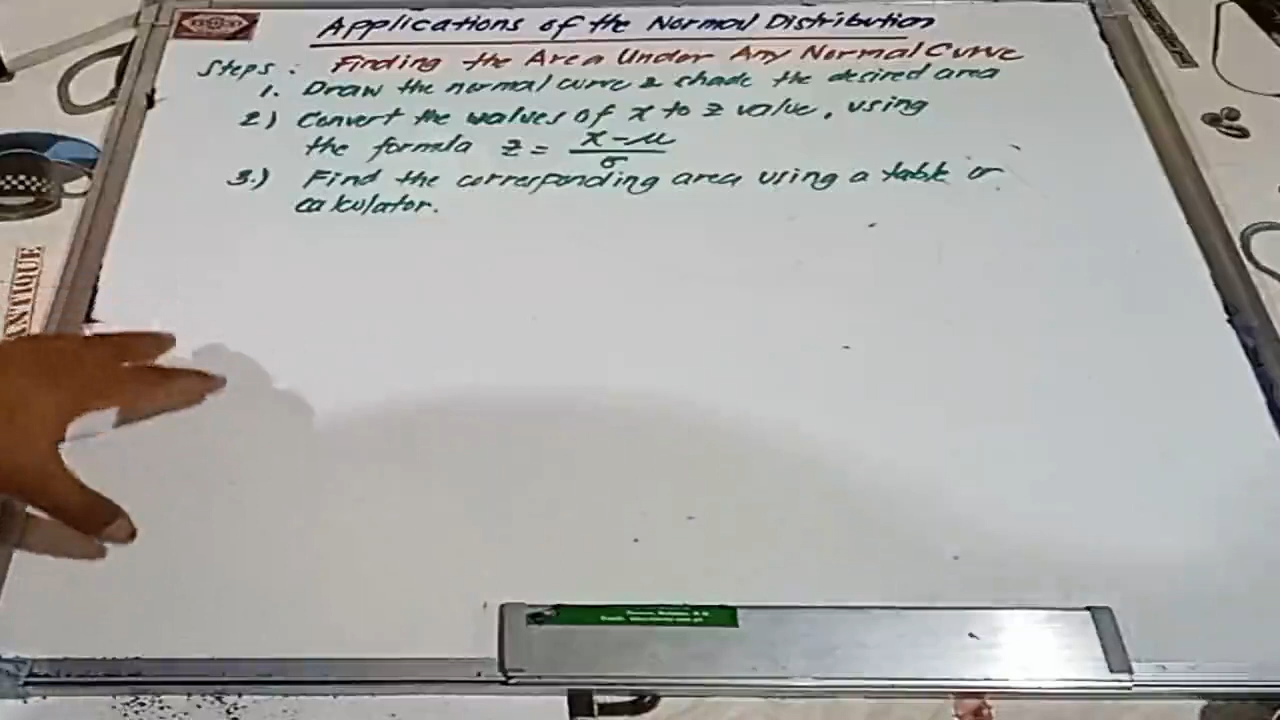 Applications of the Normal Distribution
Finding the Area Under Any Normal Curve
Steps:
1. Draw the normal curve & shade the desired area
2.) Convert the values of x to z value, using
the formula z = x-μ / σ
3.) Find the corresponding area using a table or
calculator.
ANTIQUE